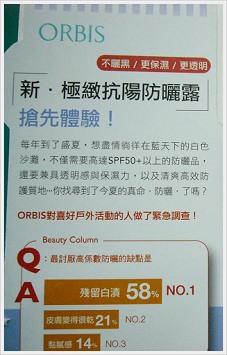 ORBIS
不曬黑 / 更保濕 / 更透明
新．極緻抗陽防曬露
搶先體驗！
每年到了盛夏，想盡情徜徉在藍天下的白色
沙灘，不僅需要高達SPF50+以上的防曬品，
還要兼具透明感與保濕力，以及清爽高效防
護質地…你找到了今夏的真命．防曬．了嗎？
ORBIS對喜好戶外活動的人做了緊急調查！
Beauty Column
Q ：最討厭高係數防曬的缺點是
A 殘留白漬 58% NO.1
皮膚變得很乾 21% NO.2
黏膩感 14% NO.3